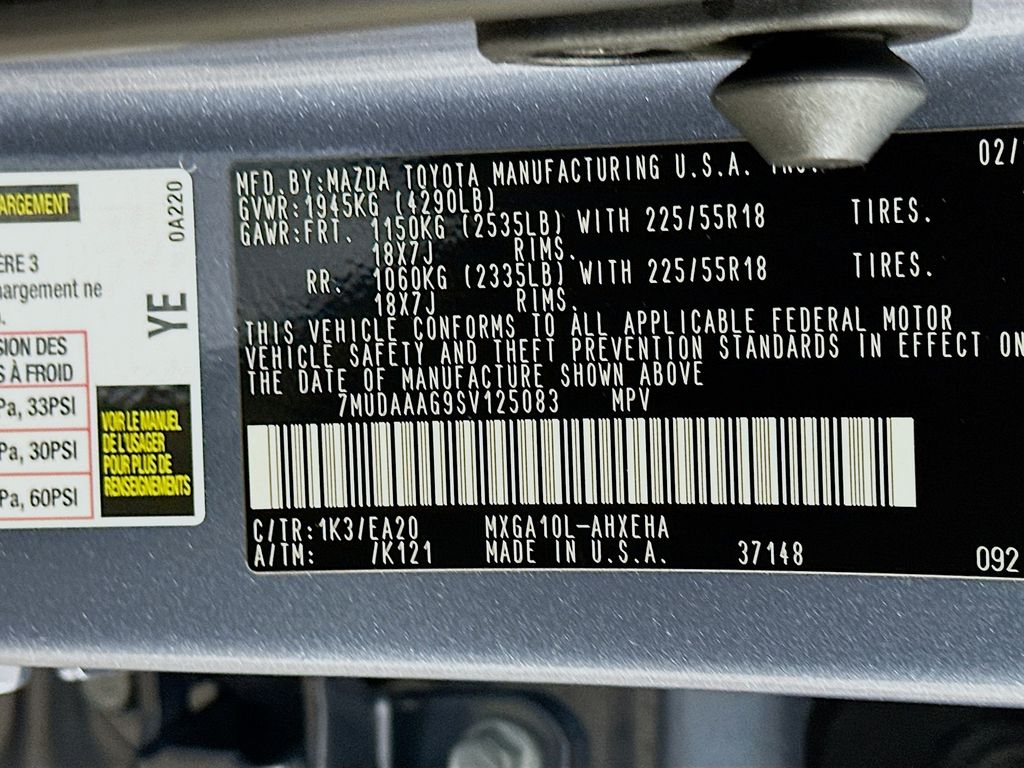 ARGEMENT
0A220
ÈRE 3
hargement ne
YE
SION DES
S À FROID
Pa, 33PSI
Pa, 30PSI
Pa, 60PSI
VOIR LE MANUEL
DE L'USAGER
POUR PLUS DE
RENSEIGNEMENTS
02/
MFD.BY:MAZDA TOYOTA MANUFACTURING U.S.A.
GVWR:1945KG (4290LB)
GAWR:FRT. 1150KG (2535LB) WITH 225/55R18 TIRES.
18X7J RIMS.
RR. 1060KG (2335LB) WITH 225/55R18 TIRES.
18X7J RIMS.
THIS VEHICLE CONFORMS TO ALL APPLICABLE FEDERAL MOTOR
VEHICLE SAFETY AND THEFT PREVENTION STANDARDS IN EFFECT ON
THE DATE OF MANUFACTURE SHOWN ABOVE
7MUDAAAG9SV125083 MPV
C/TR:1K3/EA20 MXGA10L-AHXEHA
A/TM: /K121 MADE IN U.S.A. 37148 092